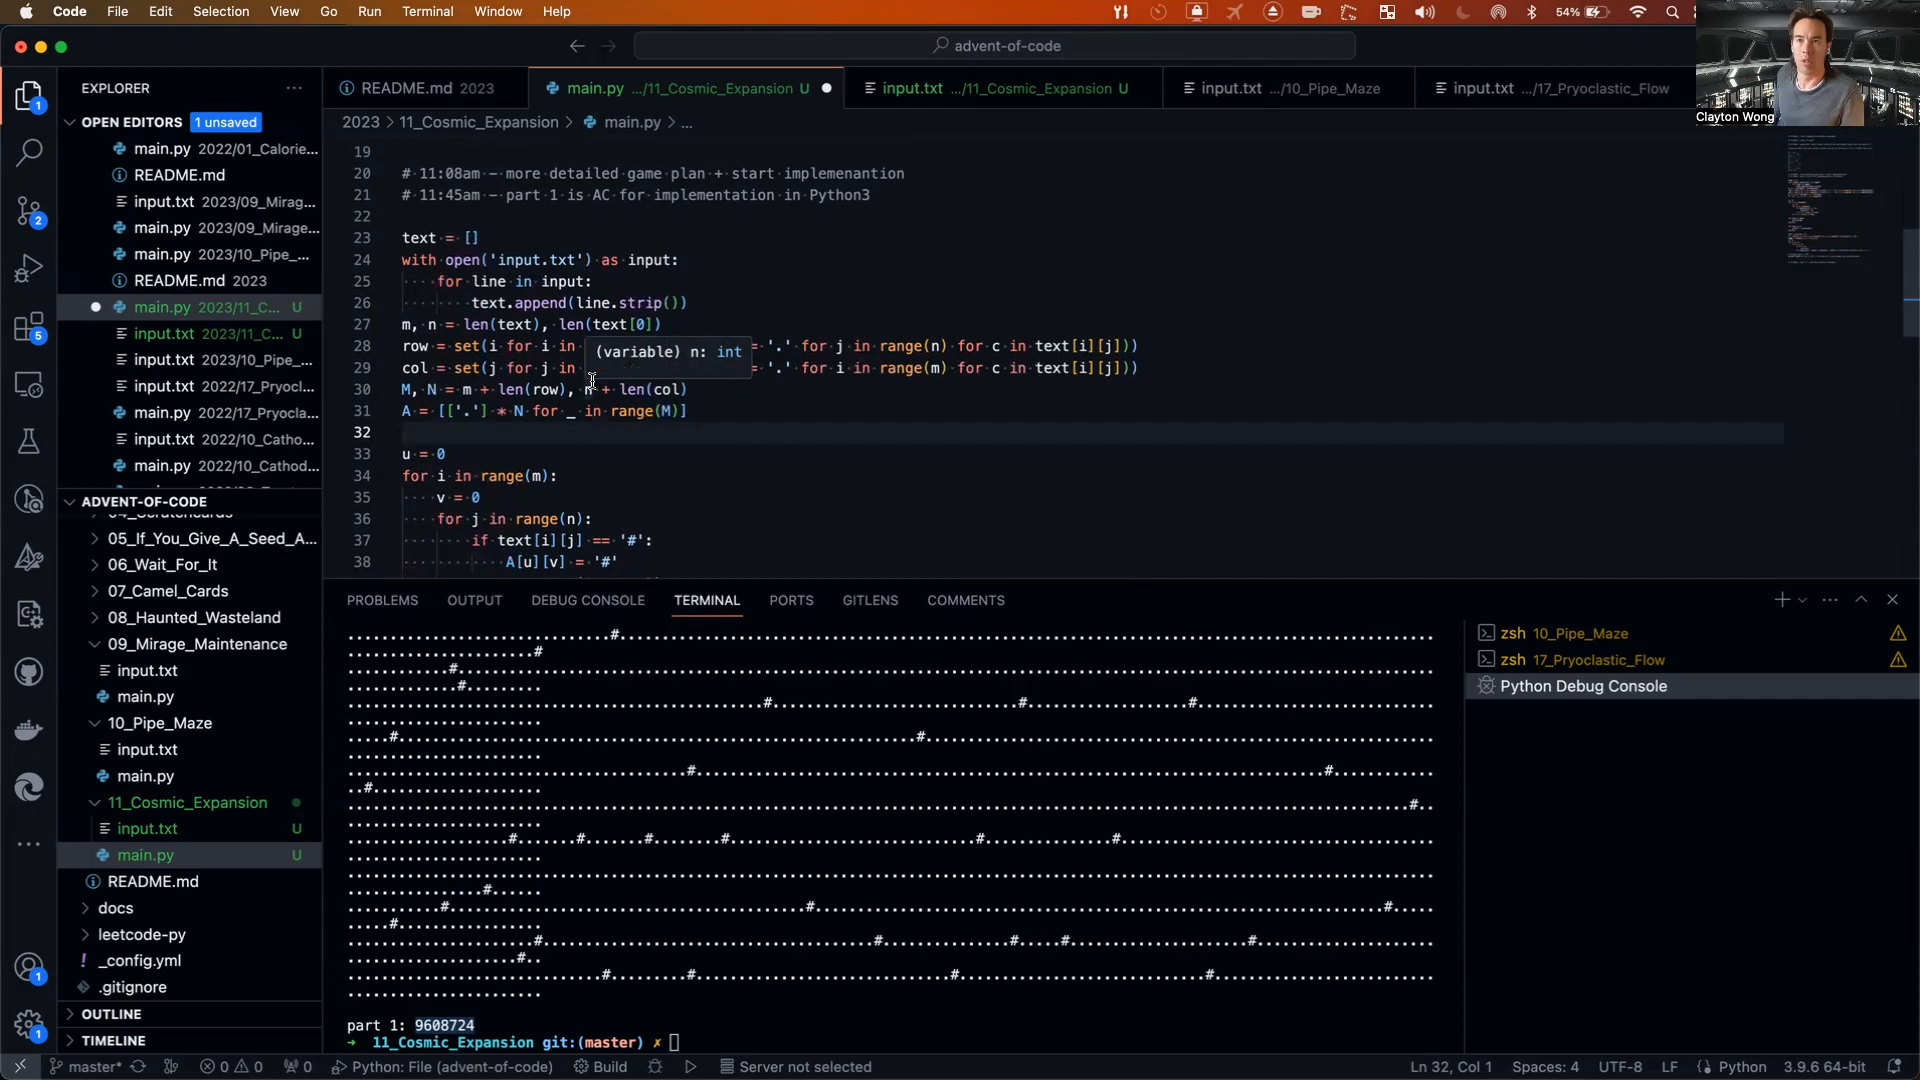 Code File Edit Selection View Go Run Terminal Window Help 54%
advent-of-code
Clayton Wong
EXPLORER
README.md 2023
main.py .../11_Cosmic_Expansion U
input.txt .../11_Cosmic_Expansion U
input.txt .../10_Pipe_Maze
input.txt .../17_Pryoclastic_Flow
OPEN EDITORS 1 unsaved
2023 > 11_Cosmic_Expansion > main.py > ...
main.py 2022/01_Calorie...
README.md
input.txt 2023/09_Mirag...
main.py 2023/09_Mirage...
main.py 2023/10_Pipe_...
README.md 2023
main.py 2023/11_C... U
input.txt 2023/11_C... U
input.txt 2023/10_Pipe_...
input.txt 2022/17_Pryocl...
main.py 2022/17_Pryocla...
input.txt 2022/10_Catho...
main.py 2022/10_Cathod...
ADVENT-OF-CODE
05_If_You_Give_A_Seed_A...
06_Wait_For_It
07_Camel_Cards
08_Haunted_Wasteland
09_Mirage_Maintenance
input.txt
main.py
10_Pipe_Maze
input.txt
main.py
11_Cosmic_Expansion
input.txt U
main.py U
README.md
docs
leetcode-py
_config.yml
.gitignore
OUTLINE
TIMELINE
19
20 # 11:08am - more detailed game plan + start implemenantion
21 # 11:45am - part 1 is AC for implementation in Python3
22
23 text = []
24 with open('input.txt') as input:
25 for line in input:
26 text.append(line.strip())
27 m, n = len(text), len(text[0])
28 row = set(i for i in = '.' for j in range(n) for c in text[i][j]))
29 col = set(j for j in = '.' for i in range(m) for c in text[i][j]))
(variable) n: int
30 M, N = m + len(row), n + len(col)
31 A = [['.'] * N for _ in range(M)]
32
33 u = 0
34 for i in range(m):
35 v = 0
36 for j in range(n):
37 if text[i][j] == '#':
38 A[u][v] = '#'
PROBLEMS OUTPUT DEBUG CONSOLE TERMINAL PORTS GITLENS COMMENTS
zsh 10_Pipe_Maze
zsh 17_Pryoclastic_Flow
Python Debug Console
part 1: 9608724
→ 11_Cosmic_Expansion git:(master) ✗
master* 0 0 0 Python: File (advent-of-code) Build Server not selected Ln 32, Col 1 Spaces: 4 UTF-8 LF Python 3.9.6 64-bit